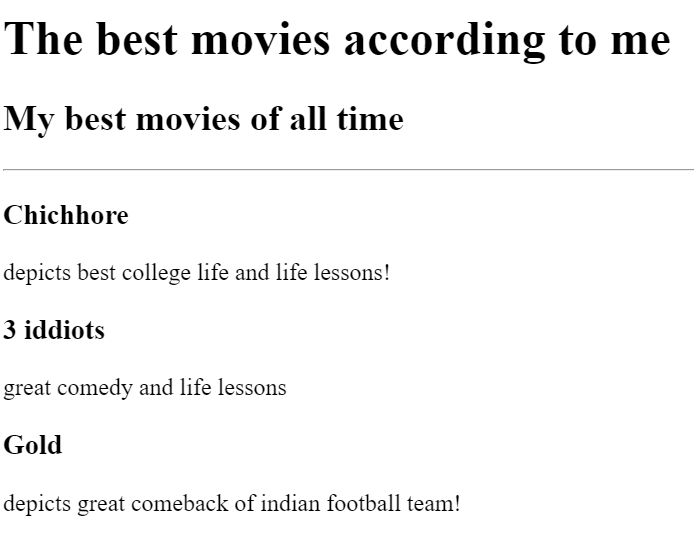 The best movies according to me
My best movies of all time
Chichhore
depicts best college life and life lessons!
3 iddiots
great comedy and life lessons
Gold
depicts great comeback of indian football team!